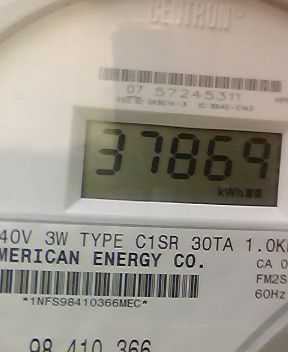 CENTRON®
07 57245311
37869
kWh
40V 3W TYPE C1SR 30TA 1.0K
MERICAN ENERGY CO.
CA 0
FM2S
60Hz
*1NFS98410366MEC*
98 410 366